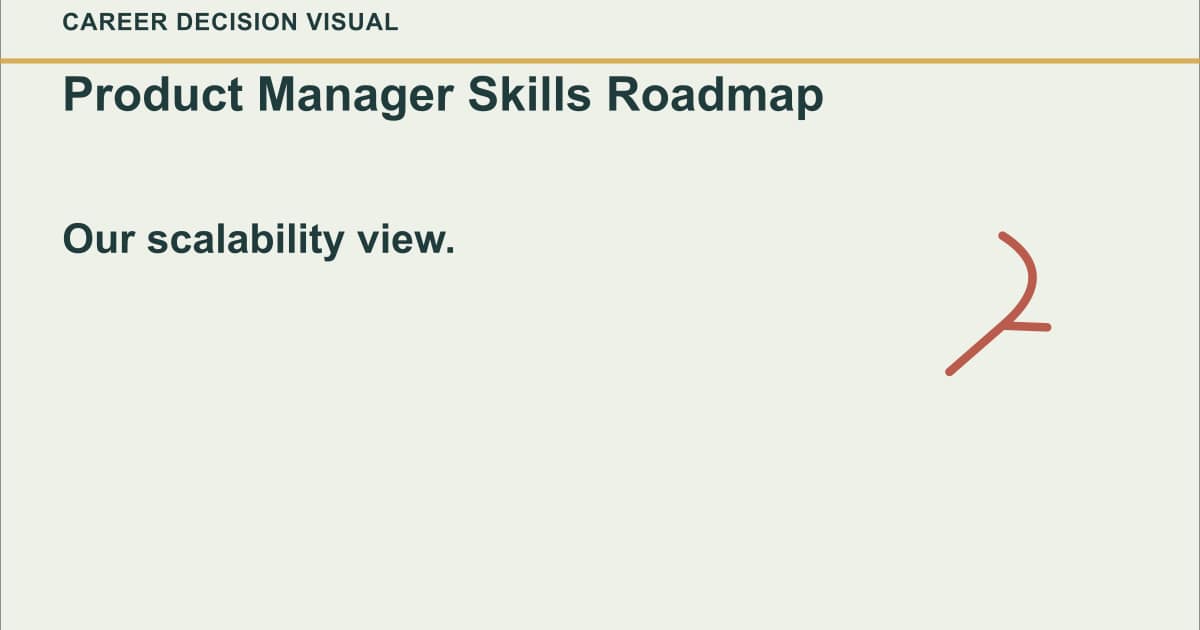 CAREER DECISION VISUAL
Product Manager Skills Roadmap
Our scalability view.